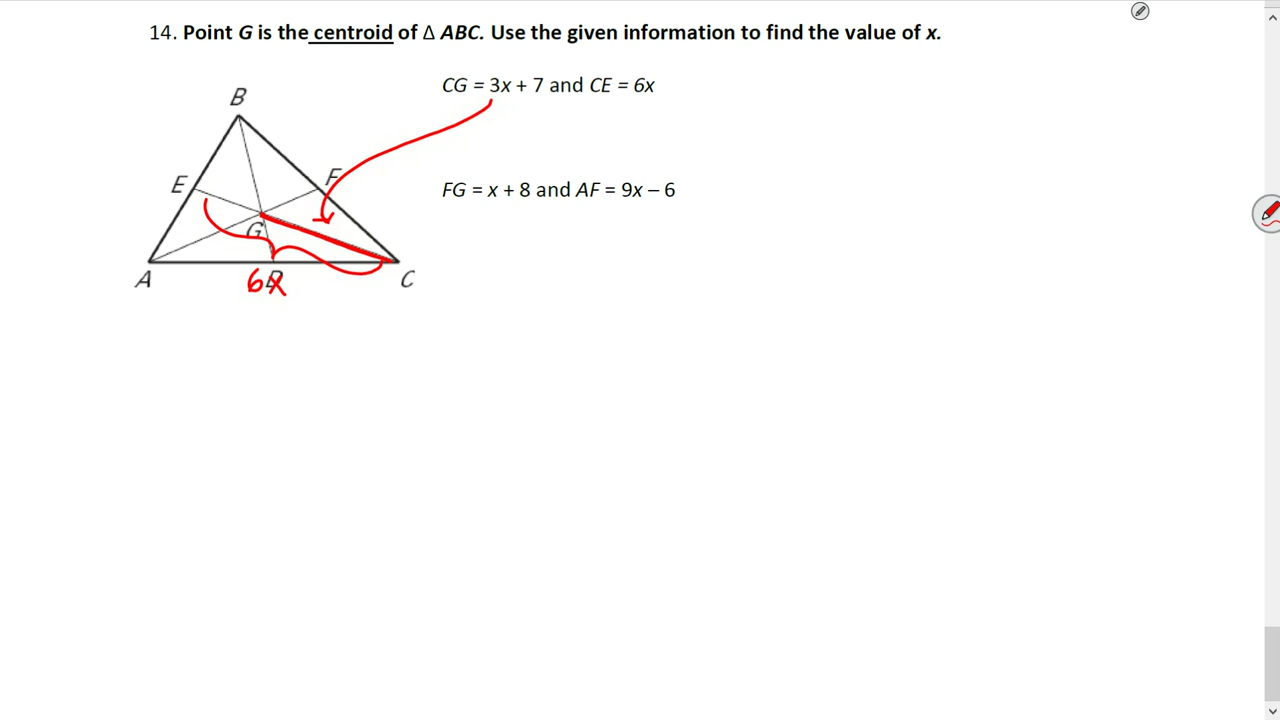 14. Point G is the centroid of Δ ABC. Use the given information to find the value of x.
CG = 3x + 7 and CE = 6x
B
E
F
FG = x + 8 and AF = 9x – 6
G
A
6x
C